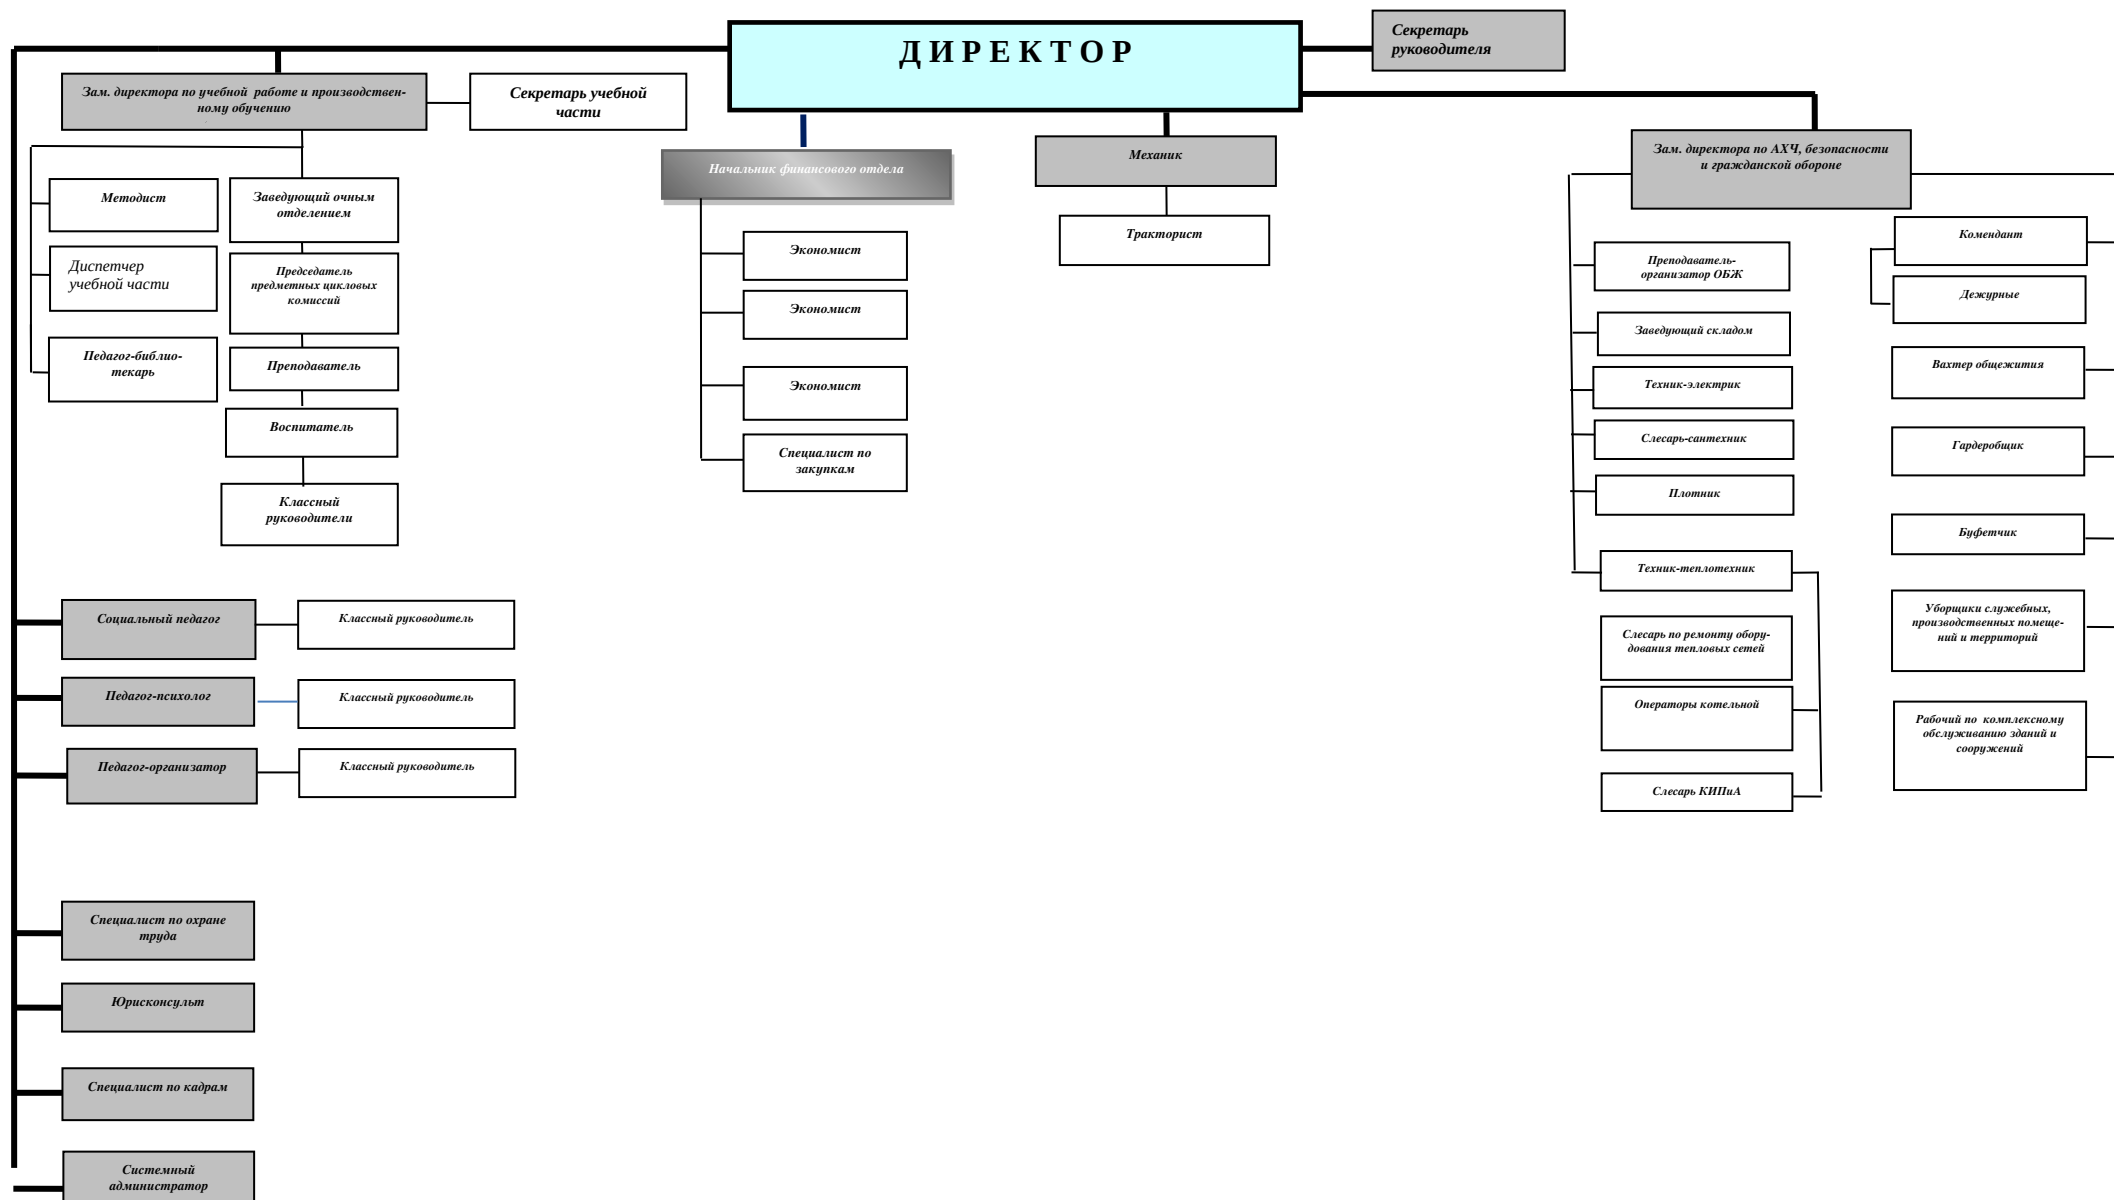 Д И Р Е К Т О Р
Секретарь
руководителя
Зам. директора по учебной  работе и производствен-
ному обучению
Секретарь учебной
части
Начальник финансового отдела
Механик
Зам. директора по АХЧ, безопасности
и гражданской обороне
Методист
Диспетчер
учебной части
Педагог-библио-
текарь
Заведующий очным
отделением
Председатель
предметных цикловых
комиссий
Преподаватель
Воспитатель
Классный
руководители
Экономист
Экономист
Экономист
Специалист по
закупкам
Тракторист
Преподаватель-
организатор ОБЖ
Заведующий складом
Техник-электрик
Слесарь-сантехник
Плотник
Техник-теплотехник
Слесарь по ремонту обору-
дования тепловых сетей
Операторы котельной
Слесарь КИПиА
Комендант
Дежурные
Вахтер общежития
Гардеробщик
Буфетчик
Уборщики служебных,
производственных помеще-
ний и территорий
Рабочий по  комплексному
обслуживанию зданий и
сооружений
Социальный педагог
Классный руководитель
Педагог-психолог
Классный руководитель
Педагог-организатор
Классный руководитель
Специалист по охране
труда
Юрисконсульт
Специалист по кадрам
Системный
администратор